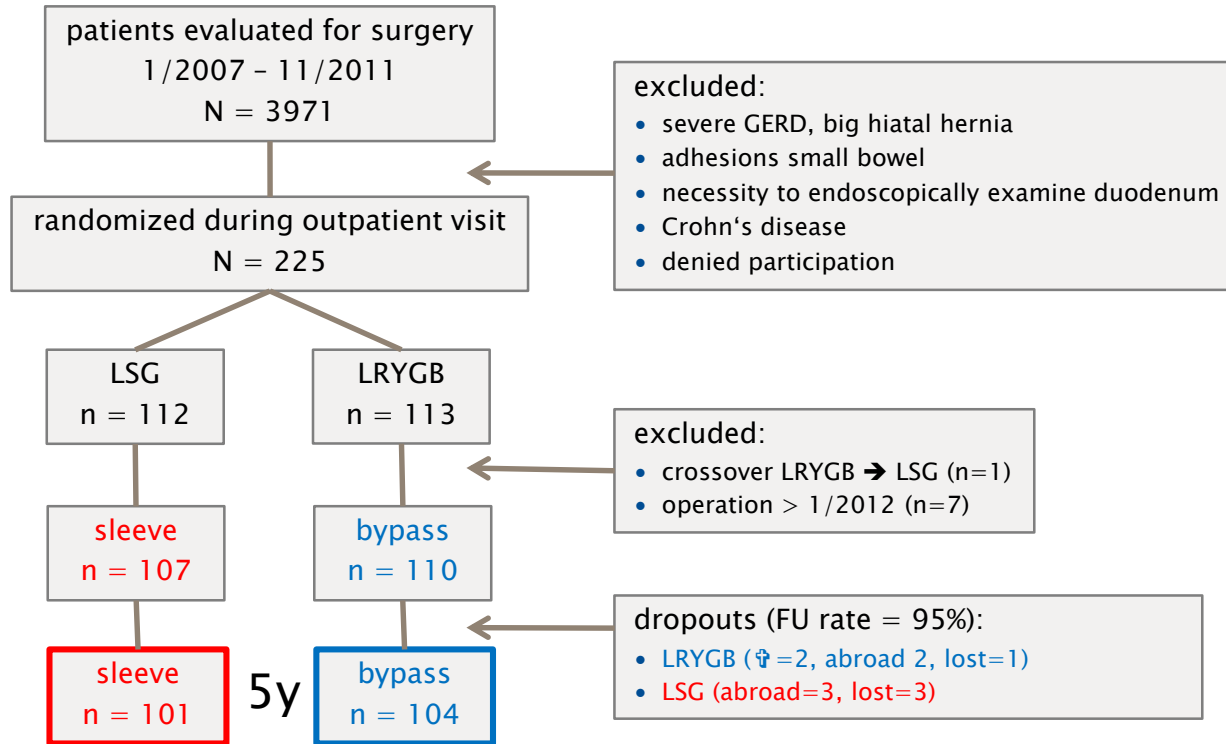 patients evaluated for surgery
1/2007 – 11/2011
N = 3971
excluded:
• severe GERD, big hiatal hernia
• adhesions small bowel
• necessity to endoscopically examine duodenum
• Crohn‘s disease
• denied participation
randomized during outpatient visit
N = 225
LSG
n = 112
LRYGB
n = 113
excluded:
• crossover LRYGB ➔ LSG (n=1)
• operation > 1/2012 (n=7)
sleeve
n = 107
bypass
n = 110
dropouts (FU rate = 95%):
• LRYGB (✞=2, abroad 2, lost=1)
• LSG (abroad=3, lost=3)
sleeve
n = 101
5y
bypass
n = 104